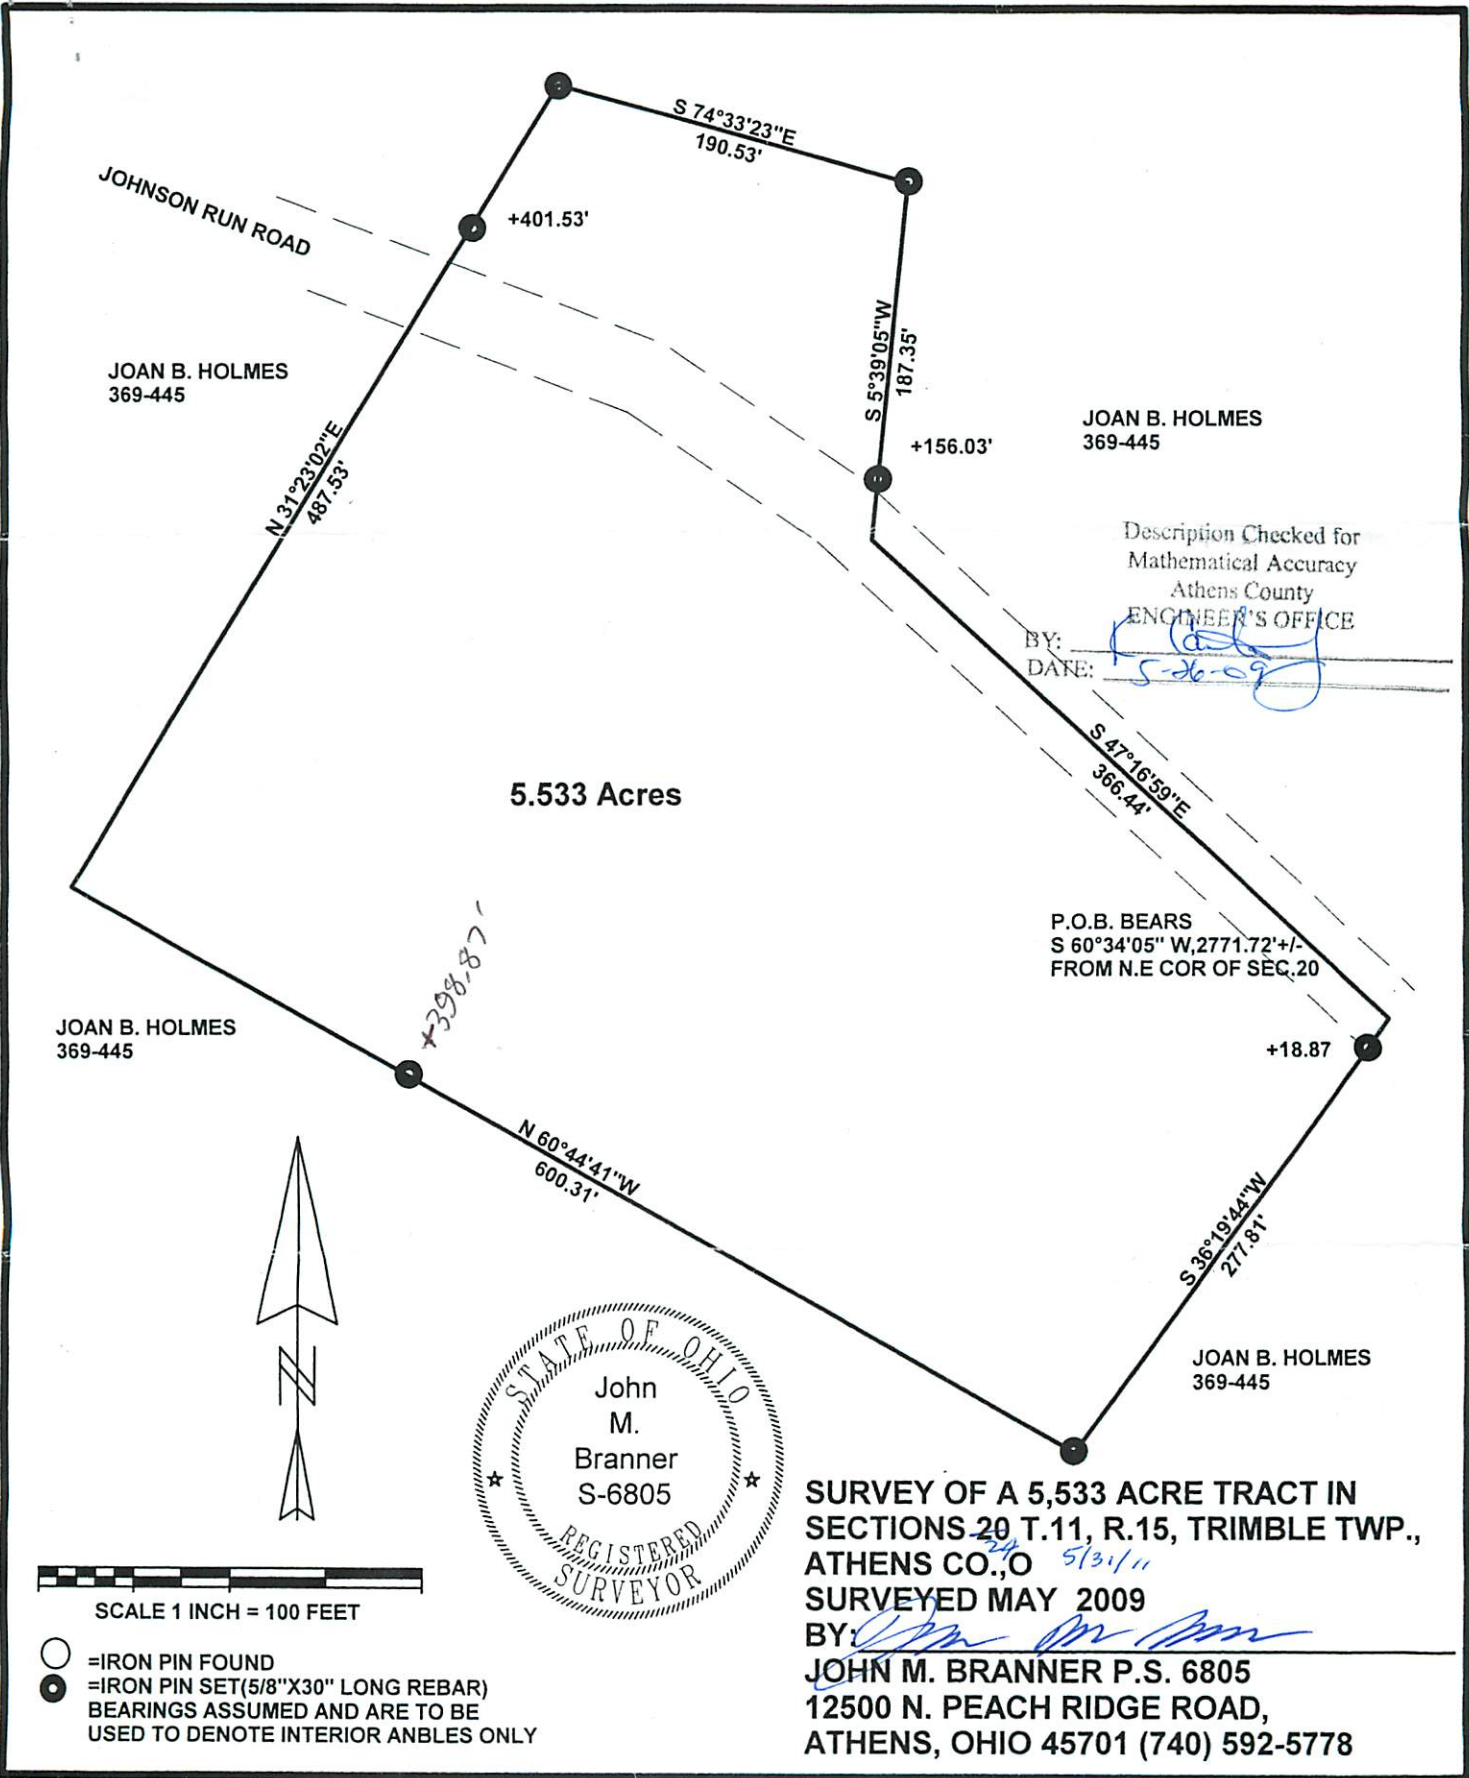 S 74°33'23"E
190.53'
JOHNSON RUN ROAD
+401.53'
JOAN B. HOLMES
369-445
S 5°39'05"W
187.35'
+156.03'
JOAN B. HOLMES
369-445
N 31°23'02"E
487.53'
Description Checked for
Mathematical Accuracy
Athens County
ENGINEER'S OFFICE
BY:
DATE: 5-26-09
S 47°16'59"E
366.44'
5.533 Acres
P.O.B. BEARS
S 60°34'05" W,2771.72'+/-
FROM N.E COR OF SEC.20
+398.87'
JOAN B. HOLMES
369-445
+18.87
N 60°44'41"W
600.31'
S 36°19'44"W
277.81'
JOAN B. HOLMES
369-445
N
STATE OF OHIO
John
M.
Branner
S-6805
REGISTERED
SURVEYOR
SCALE 1 INCH = 100 FEET
=IRON PIN FOUND
=IRON PIN SET(5/8"X30" LONG REBAR)
BEARINGS ASSUMED AND ARE TO BE
USED TO DENOTE INTERIOR ANBLES ONLY
SURVEY OF A 5,533 ACRE TRACT IN
SECTIONS 20 T.11, R.15, TRIMBLE TWP.,
ATHENS CO.,O 5/31/11
SURVEYED MAY 2009
BY:
JOHN M. BRANNER P.S. 6805
12500 N. PEACH RIDGE ROAD,
ATHENS, OHIO 45701 (740) 592-5778